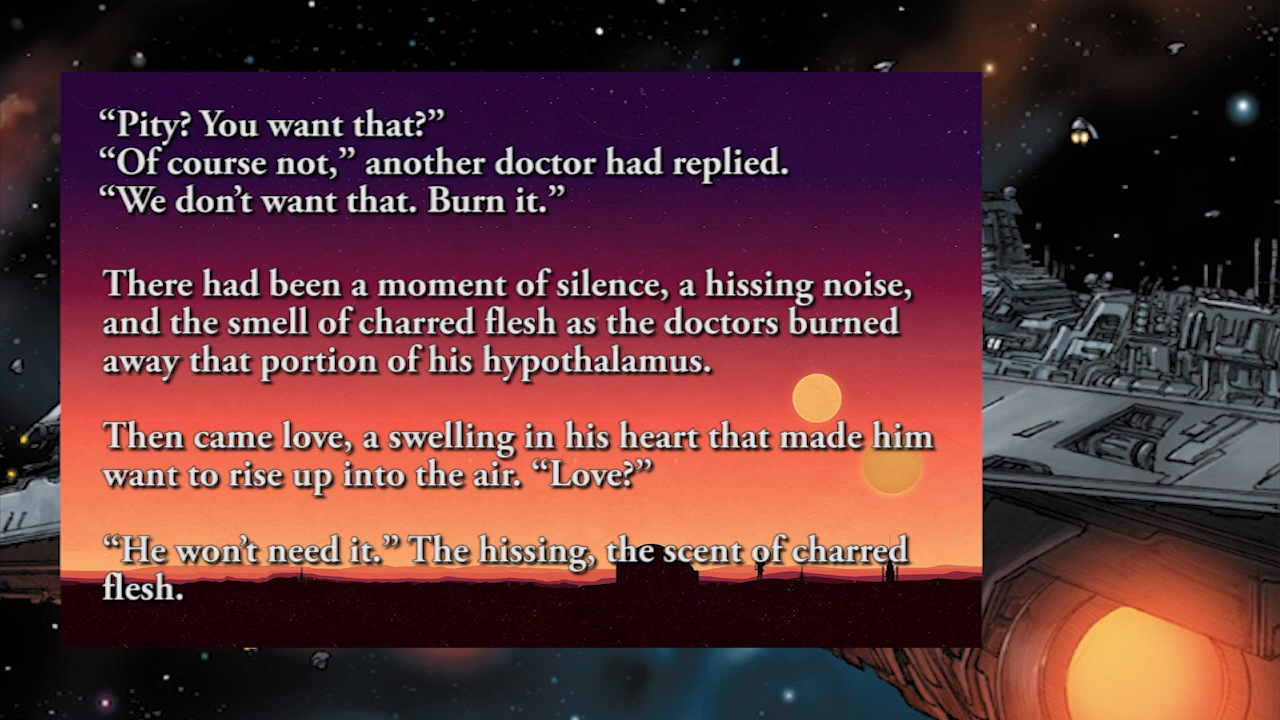 “Pity? You want that?”
“Of course not,” another doctor had replied.
“We don’t want that. Burn it.”
There had been a moment of silence, a hissing noise,
and the smell of charred flesh as the doctors burned
away that portion of his hypothalamus.
Then came love, a swelling in his heart that made him
want to rise up into the air. “Love?”
“He won’t need it.” The hissing, the scent of charred
flesh.